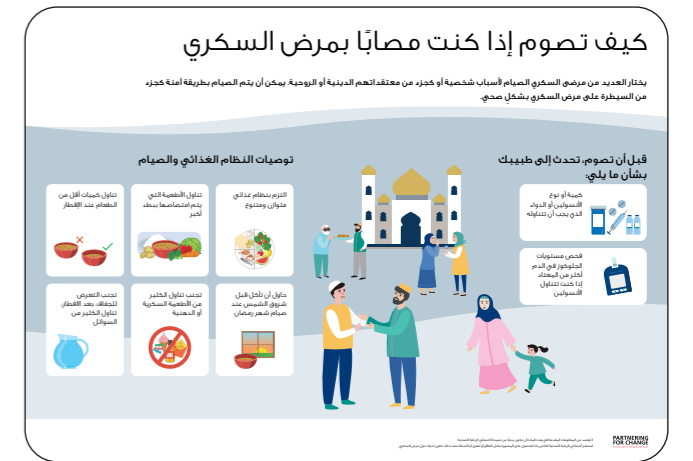 كيف تصوم إذا كنت مصابًا بمرض السكري
يختار العديد من مرضى السكري الصيام لأسباب شخصية أو كجزء من معتقداتهم الدينية أو الروحية. يمكن أن يتم الصيام بطريقة آمنة كجزء
من السيطرة على مرض السكري بشكل صحي.
قبل أن تصوم، تحدث إلى طبيبك
بشأن ما يلي:
كمية أو نوع
الأنسولين أو الدواء
الذي يجب أن تتناوله
فحص مستويات
الجلوكوز في الدم
أكثر من المعتاد
إذا كنت تتناول
الأنسولين
توصيات النظام الغذائي والصيام
التزم بنظام غذائي
متوازن ومتنوع
تناول الأطعمة التي
يتم امتصاصها ببطء
أكبر
تناول كميات أقل من
الطعام عند الإفطار
حاول أن تأكل قبل
شروق الشمس عند
صيام شهر رمضان
تجنب تناول الكثير
من الأطعمة السكرية
أو الدهنية
تجنب التعرض
للجفاف. بعد الافطار،
تناول الكثير من
السوائل
PARTNERING
FOR CHANGE